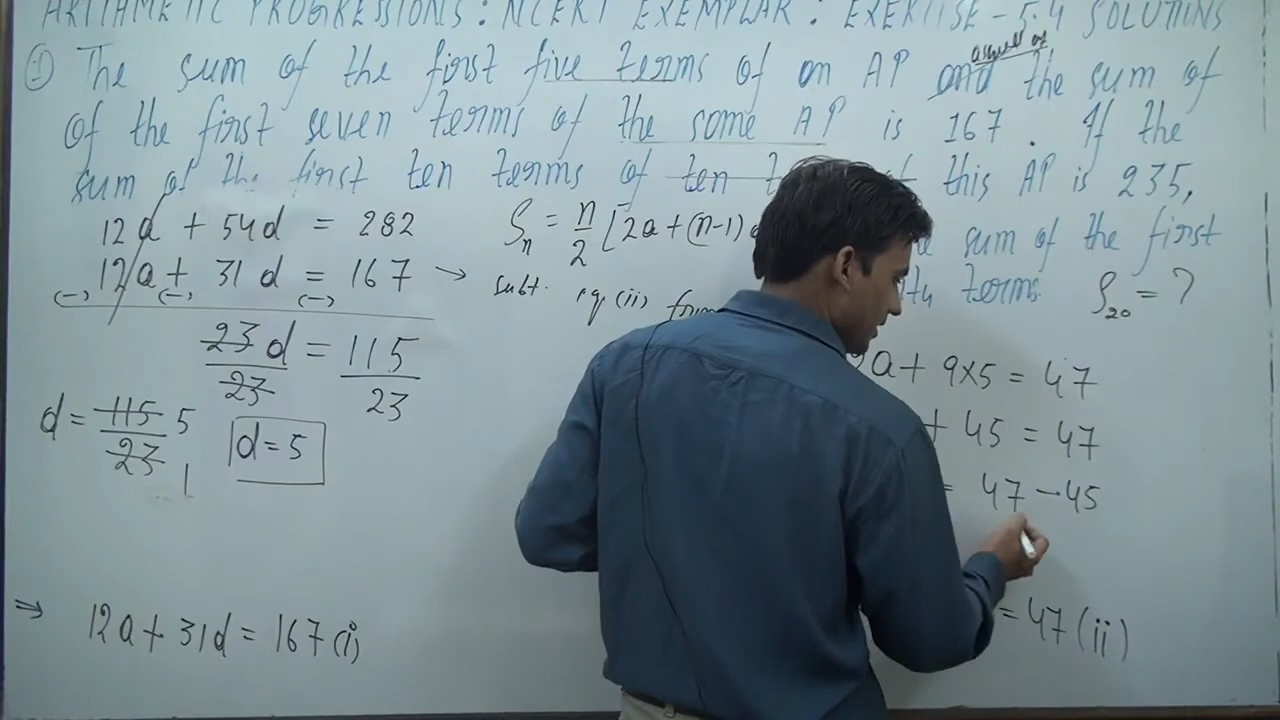 ARITHMETIC PROGRESSIONS : NCERT EXEMPLAR : EXERCISE - 5.4 SOLUTIONS
① The sum of the first five terms of an AP and the sum of
of the first seven terms of the same AP is 167 . If the
sum of the first ten terms of ten this AP is 235,
sum of the first
terms. S₂₀ = ?
12a + 54d = 282
12a + 31d = 167 →
(-) (-) (-)
23d/23 = 115/23
d = 115/23 5
1
d = 5
⇒ 12a + 31d = 167 (i)
Sₙ = n/2 [2a + (n-1)
subt. eq (ii) from
a + 9×5 = 47
+ 45 = 47
= 47 - 45
= 47 (ii)